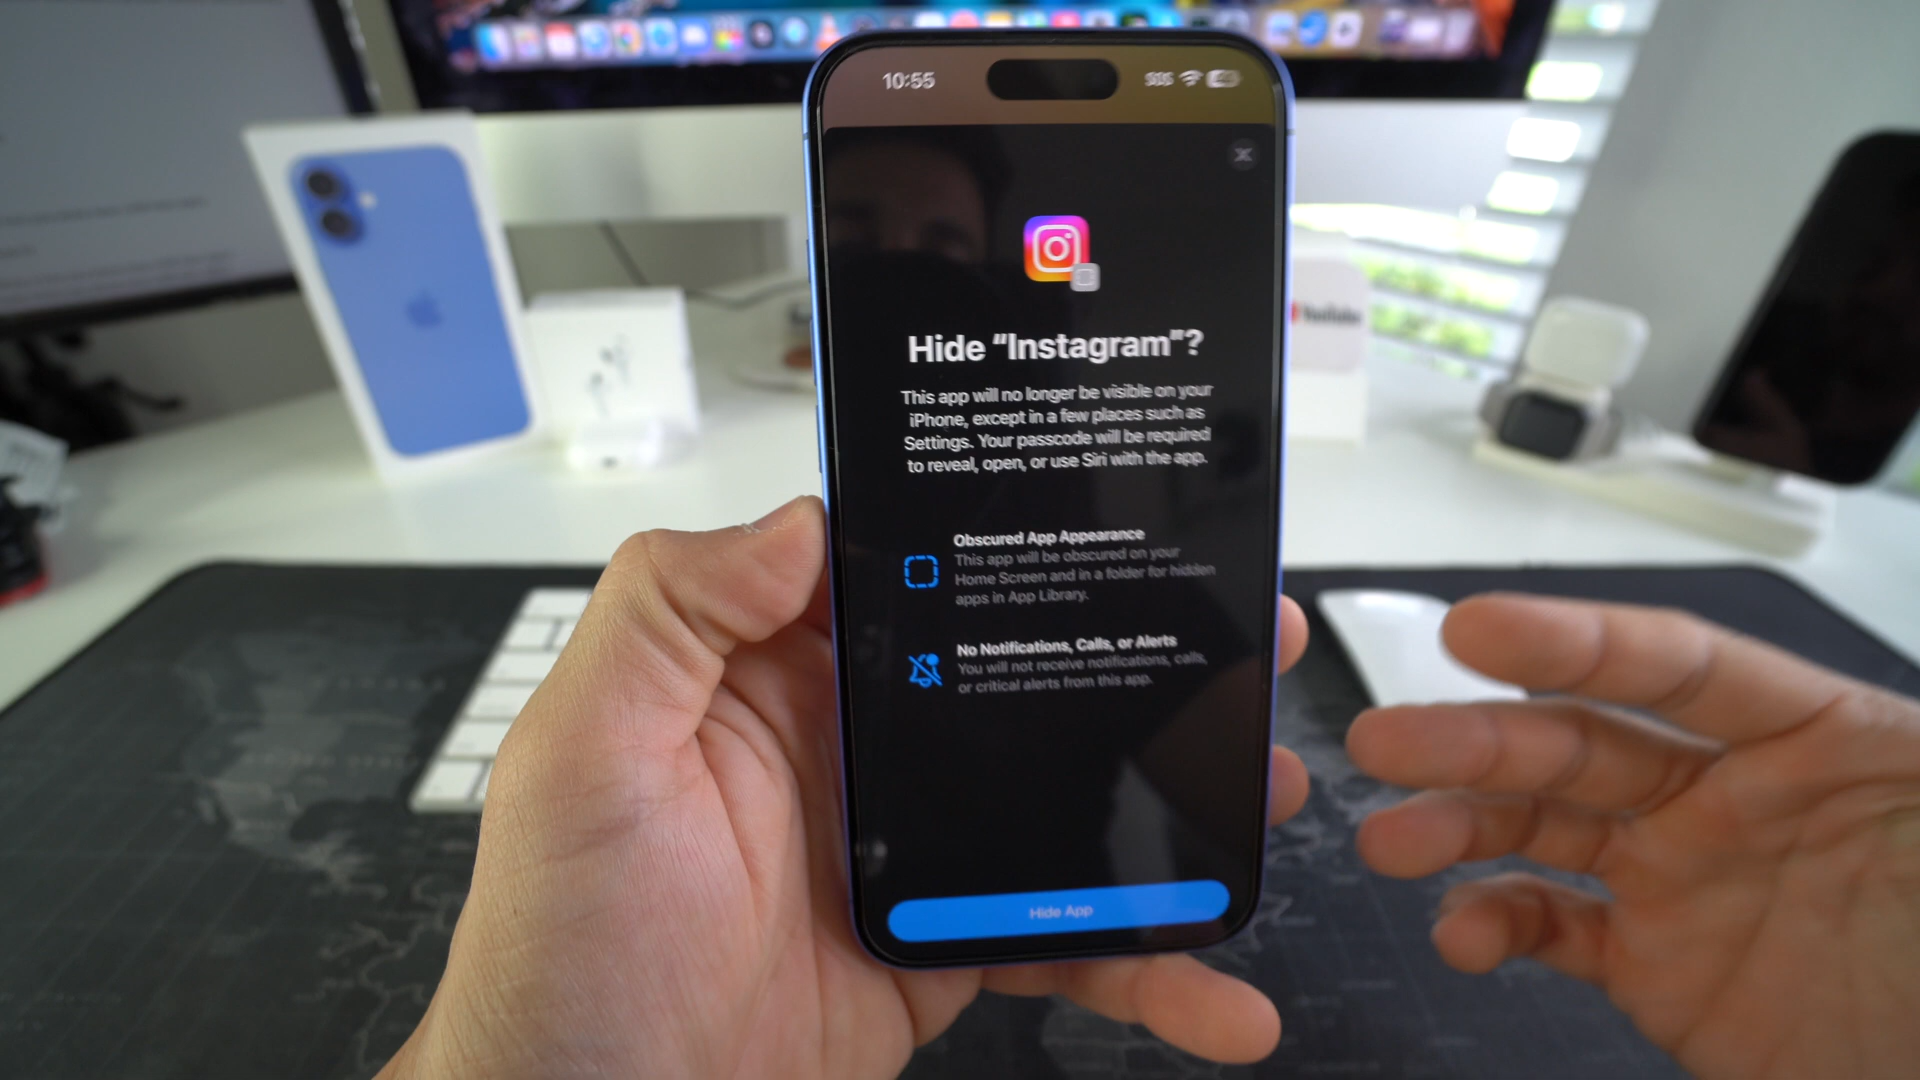 10:55
SOS
Hide “Instagram”?
This app will no longer be visible on your
iPhone, except in a few places such as
Settings. Your passcode will be required
to reveal, open, or use Siri with the app.
Obscured App Appearance
This app will be obscured on your
Home Screen and in a folder for hidden
apps in App Library.
No Notifications, Calls, or Alerts
You will not receive notifications, calls,
or critical alerts from this app.
Hide App
YouTube